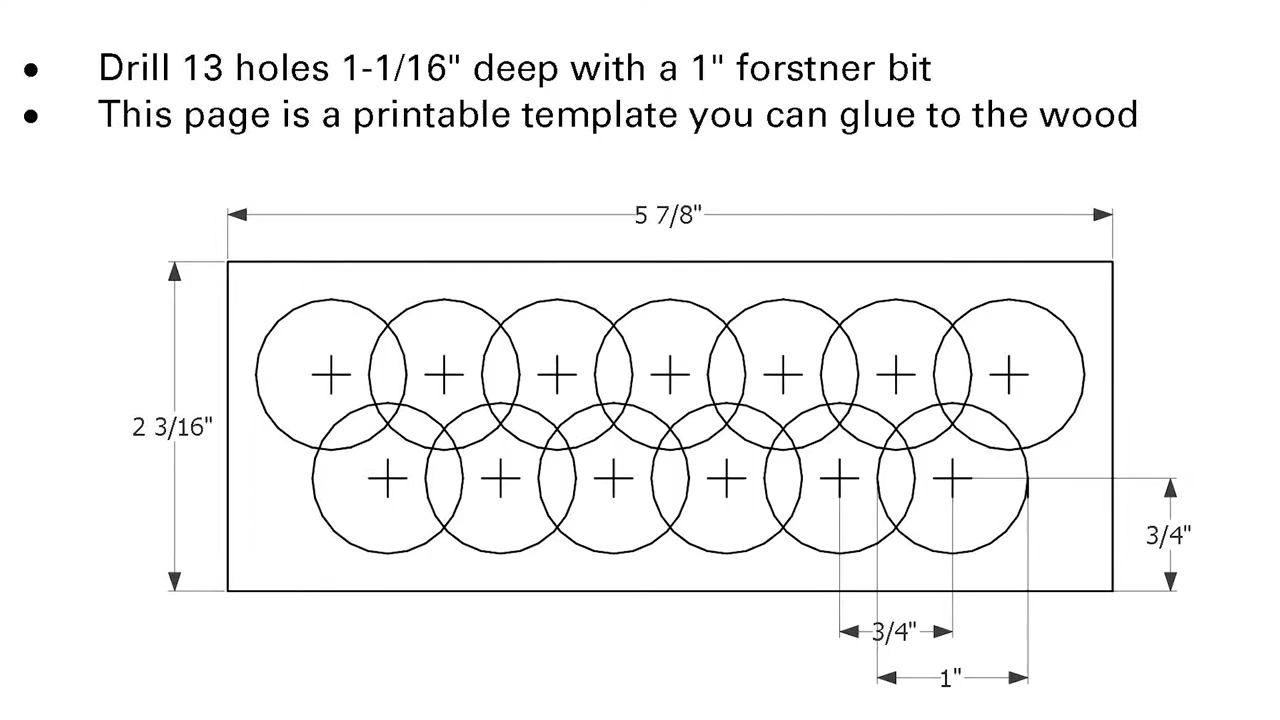 • Drill 13 holes 1-1/16" deep with a 1" forstner bit
• This page is a printable template you can glue to the wood
5 7/8"
2 3/16"
3/4"
3/4"
1"